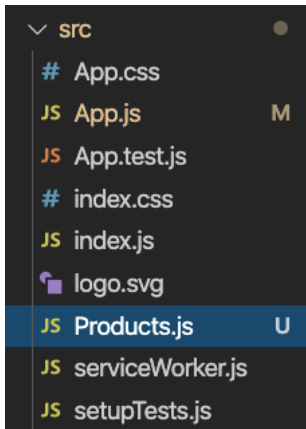 src
# App.css
JS App.js M
JS App.test.js
# index.css
JS index.js
logo.svg
JS Products.js U
JS serviceWorker.js
JS setupTests.js